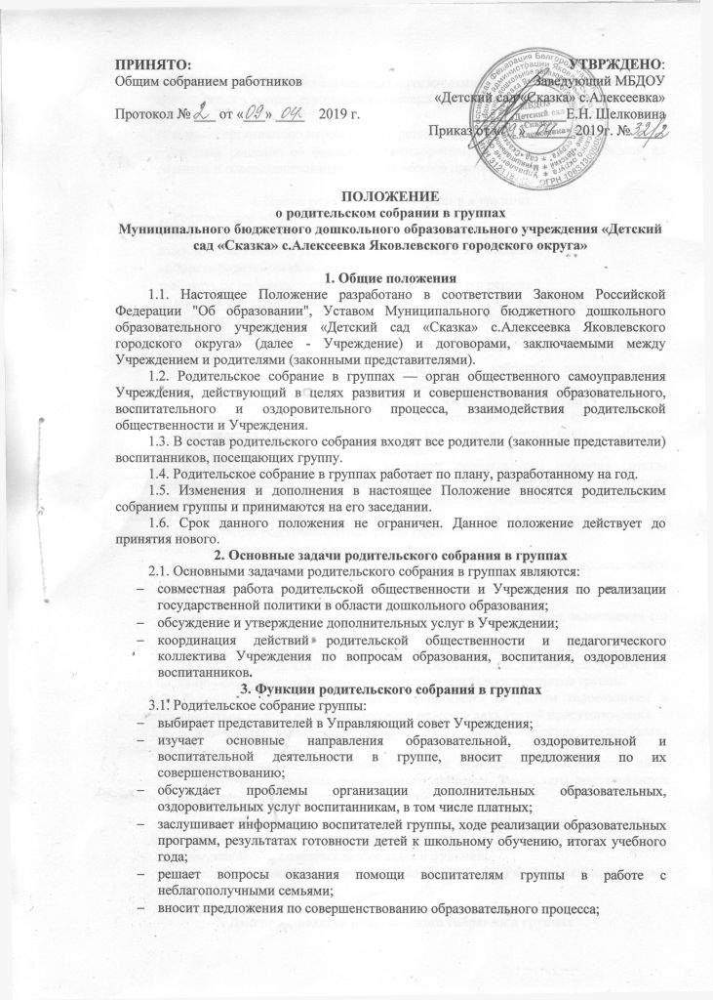 ПРИНЯТО:
Общим собранием работников
Протокол № 2 от «09» 04 2019 г.
УТВРЖДЕНО:
Заведующий МБДОУ
«Детский сад «Сказка» с.Алексеевка»
Е.Н. Шелковина
Приказ от «09» 2019г. № 32/2
ПОЛОЖЕНИЕ
о родительском собрании в группах
Муниципального бюджетного дошкольного образовательного учреждения «Детский
сад «Сказка» с.Алексеевка Яковлевского городского округа»
1. Общие положения
1.1. Настоящее Положение разработано в соответствии Законом Российской
Федерации "Об образовании", Уставом Муниципального бюджетного дошкольного
образовательного учреждения «Детский сад «Сказка» с.Алексеевка Яковлевского
городского округа» (далее - Учреждение) и договорами, заключаемыми между
Учреждением и родителями (законными представителями).
1.2. Родительское собрание в группах — орган общественного самоуправления
Учреждения, действующий в целях развития и совершенствования образовательного,
воспитательного и оздоровительного процесса, взаимодействия родительской
общественности и Учреждения.
1.3. В состав родительского собрания входят все родители (законные представители)
воспитанников, посещающих группу.
1.4. Родительское собрание в группах работает по плану, разработанному на год.
1.5. Изменения и дополнения в настоящее Положение вносятся родительским
собранием группы и принимаются на его заседании.
1.6. Срок данного положения не ограничен. Данное положение действует до
принятия нового.
2. Основные задачи родительского собрания в группах
2.1. Основными задачами родительского собрания в группах являются:
– совместная работа родительской общественности и Учреждения по реализации
государственной политики в области дошкольного образования;
– обсуждение и утверждение дополнительных услуг в Учреждении;
– координация действий родительской общественности и педагогического
коллектива Учреждения по вопросам образования, воспитания, оздоровления
воспитанников.
3. Функции родительского собрания в группах
3.1. Родительское собрание группы:
– выбирает представителей в Управляющий совет Учреждения;
– изучает основные направления образовательной, оздоровительной и
воспитательной деятельности в группе, вносит предложения по их
совершенствованию;
– обсуждает проблемы организации дополнительных образовательных,
оздоровительных услуг воспитанникам, в том числе платных;
– заслушивает информацию воспитателей группы, ходе реализации образовательных
программ, результатах готовности детей к школьному обучению, итогах учебного
года;
– решает вопросы оказания помощи воспитателям группы в работе с
неблагополучными семьями;
– вносит предложения по совершенствованию образовательного процесса;